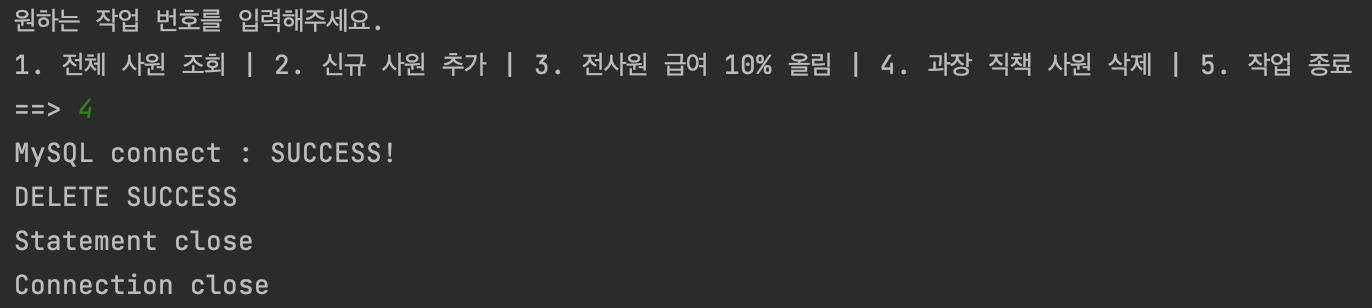 원하는 작업 번호를 입력해주세요.
1. 전체 사원 조회 | 2. 신규 사원 추가 | 3. 전사원 급여 10% 올림 | 4. 과장 직책 사원 삭제 | 5. 작업 종료
==> 4
MySQL connect : SUCCESS!
DELETE SUCCESS
Statement close
Connection close